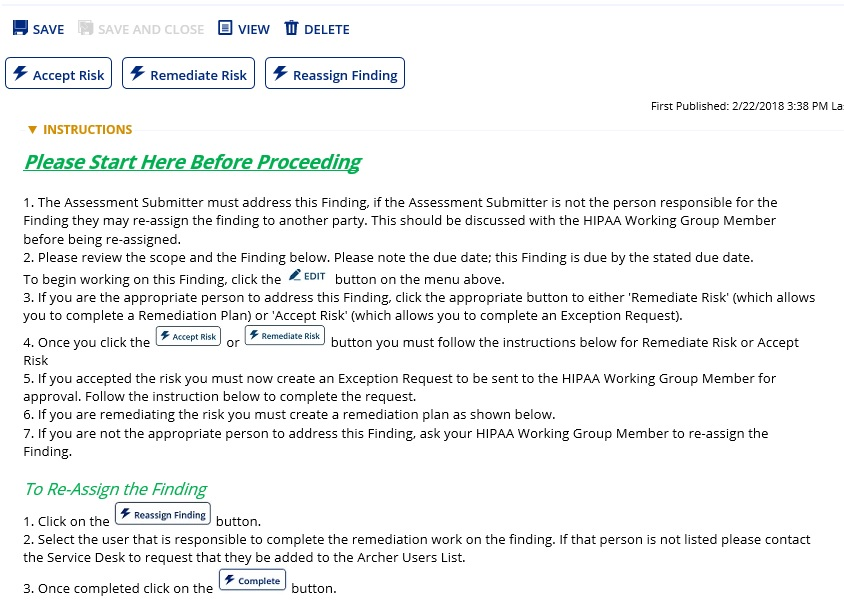 SAVE SAVE AND CLOSE VIEW DELETE
Accept Risk Remediate Risk Reassign Finding
First Published: 2/22/2018 3:38 PM La
▼ INSTRUCTIONS
Please Start Here Before Proceeding
1. The Assessment Submitter must address this Finding, if the Assessment Submitter is not the person responsible for the
Finding they may re-assign the finding to another party. This should be discussed with the HIPAA Working Group Member
before being re-assigned.
2. Please review the scope and the Finding below. Please note the due date; this Finding is due by the stated due date.
To begin working on this Finding, click the EDIT button on the menu above.
3. If you are the appropriate person to address this Finding, click the appropriate button to either 'Remediate Risk' (which allows
you to complete a Remediation Plan) or 'Accept Risk' (which allows you to complete an Exception Request).
4. Once you click the Accept Risk or Remediate Risk button you must follow the instructions below for Remediate Risk or Accept
Risk
5. If you accepted the risk you must now create an Exception Request to be sent to the HIPAA Working Group Member for
approval. Follow the instruction below to complete the request.
6. If you are remediating the risk you must create a remediation plan as shown below.
7. If you are not the appropriate person to address this Finding, ask your HIPAA Working Group Member to re-assign the
Finding.
To Re-Assign the Finding
1. Click on the Reassign Finding button.
2. Select the user that is responsible to complete the remediation work on the finding. If that person is not listed please contact
the Service Desk to request that they be added to the Archer Users List.
3. Once completed click on the Complete button.